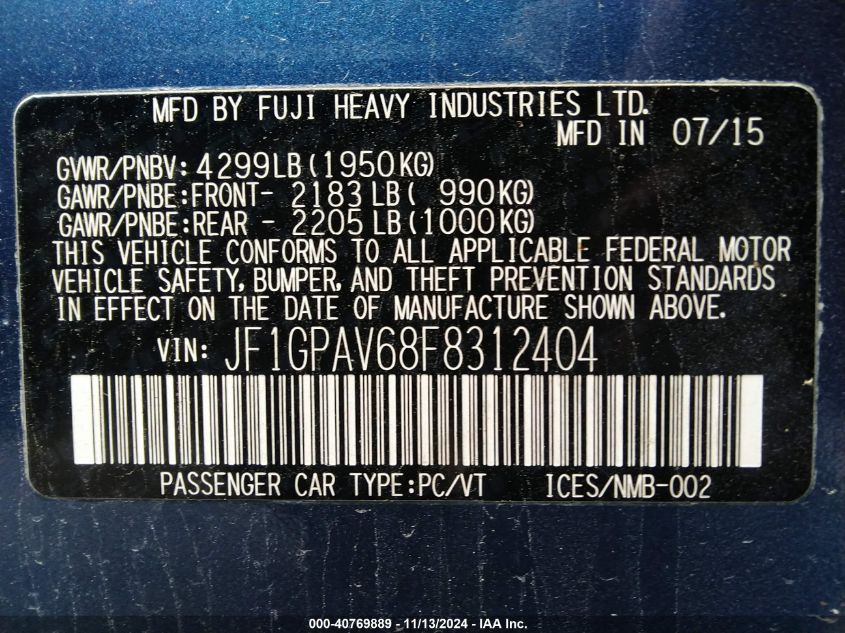 MFD BY FUJI HEAVY INDUSTRIES LTD.
MFD IN 07/15
GVWR/PNBV: 4299LB (1950KG)
GAWR/PNBE:FRONT- 2183 LB ( 990KG)
GAWR/PNBE:REAR - 2205 LB (1000KG)
THIS VEHICLE CONFORMS TO ALL APPLICABLE FEDERAL MOTOR
VEHICLE SAFETY, BUMPER, AND THEFT PREVENTION STANDARDS
IN EFFECT ON THE DATE OF MANUFACTURE SHOWN ABOVE.
VIN: JF1GPAV68F8312404
PASSENGER CAR TYPE:PC/VT ICES/NMB-002
000-40769889 - 11/13/2024 - IAA Inc.